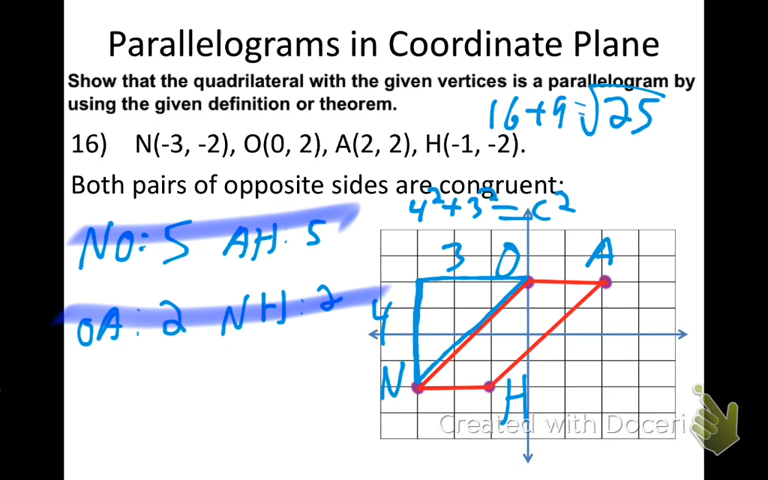 Parallelograms in Coordinate Plane
Show that the quadrilateral with the given vertices is a parallelogram by
using the given definition or theorem.
16+9=√25
16) N(-3, -2), O(0, 2), A(2, 2), H(-1, -2).
Both pairs of opposite sides are congruent:
4²+3²=c²
NO: 5 AH: 5
OA: 2 NH: 2
3 O A
4
N H
Created with Doceri